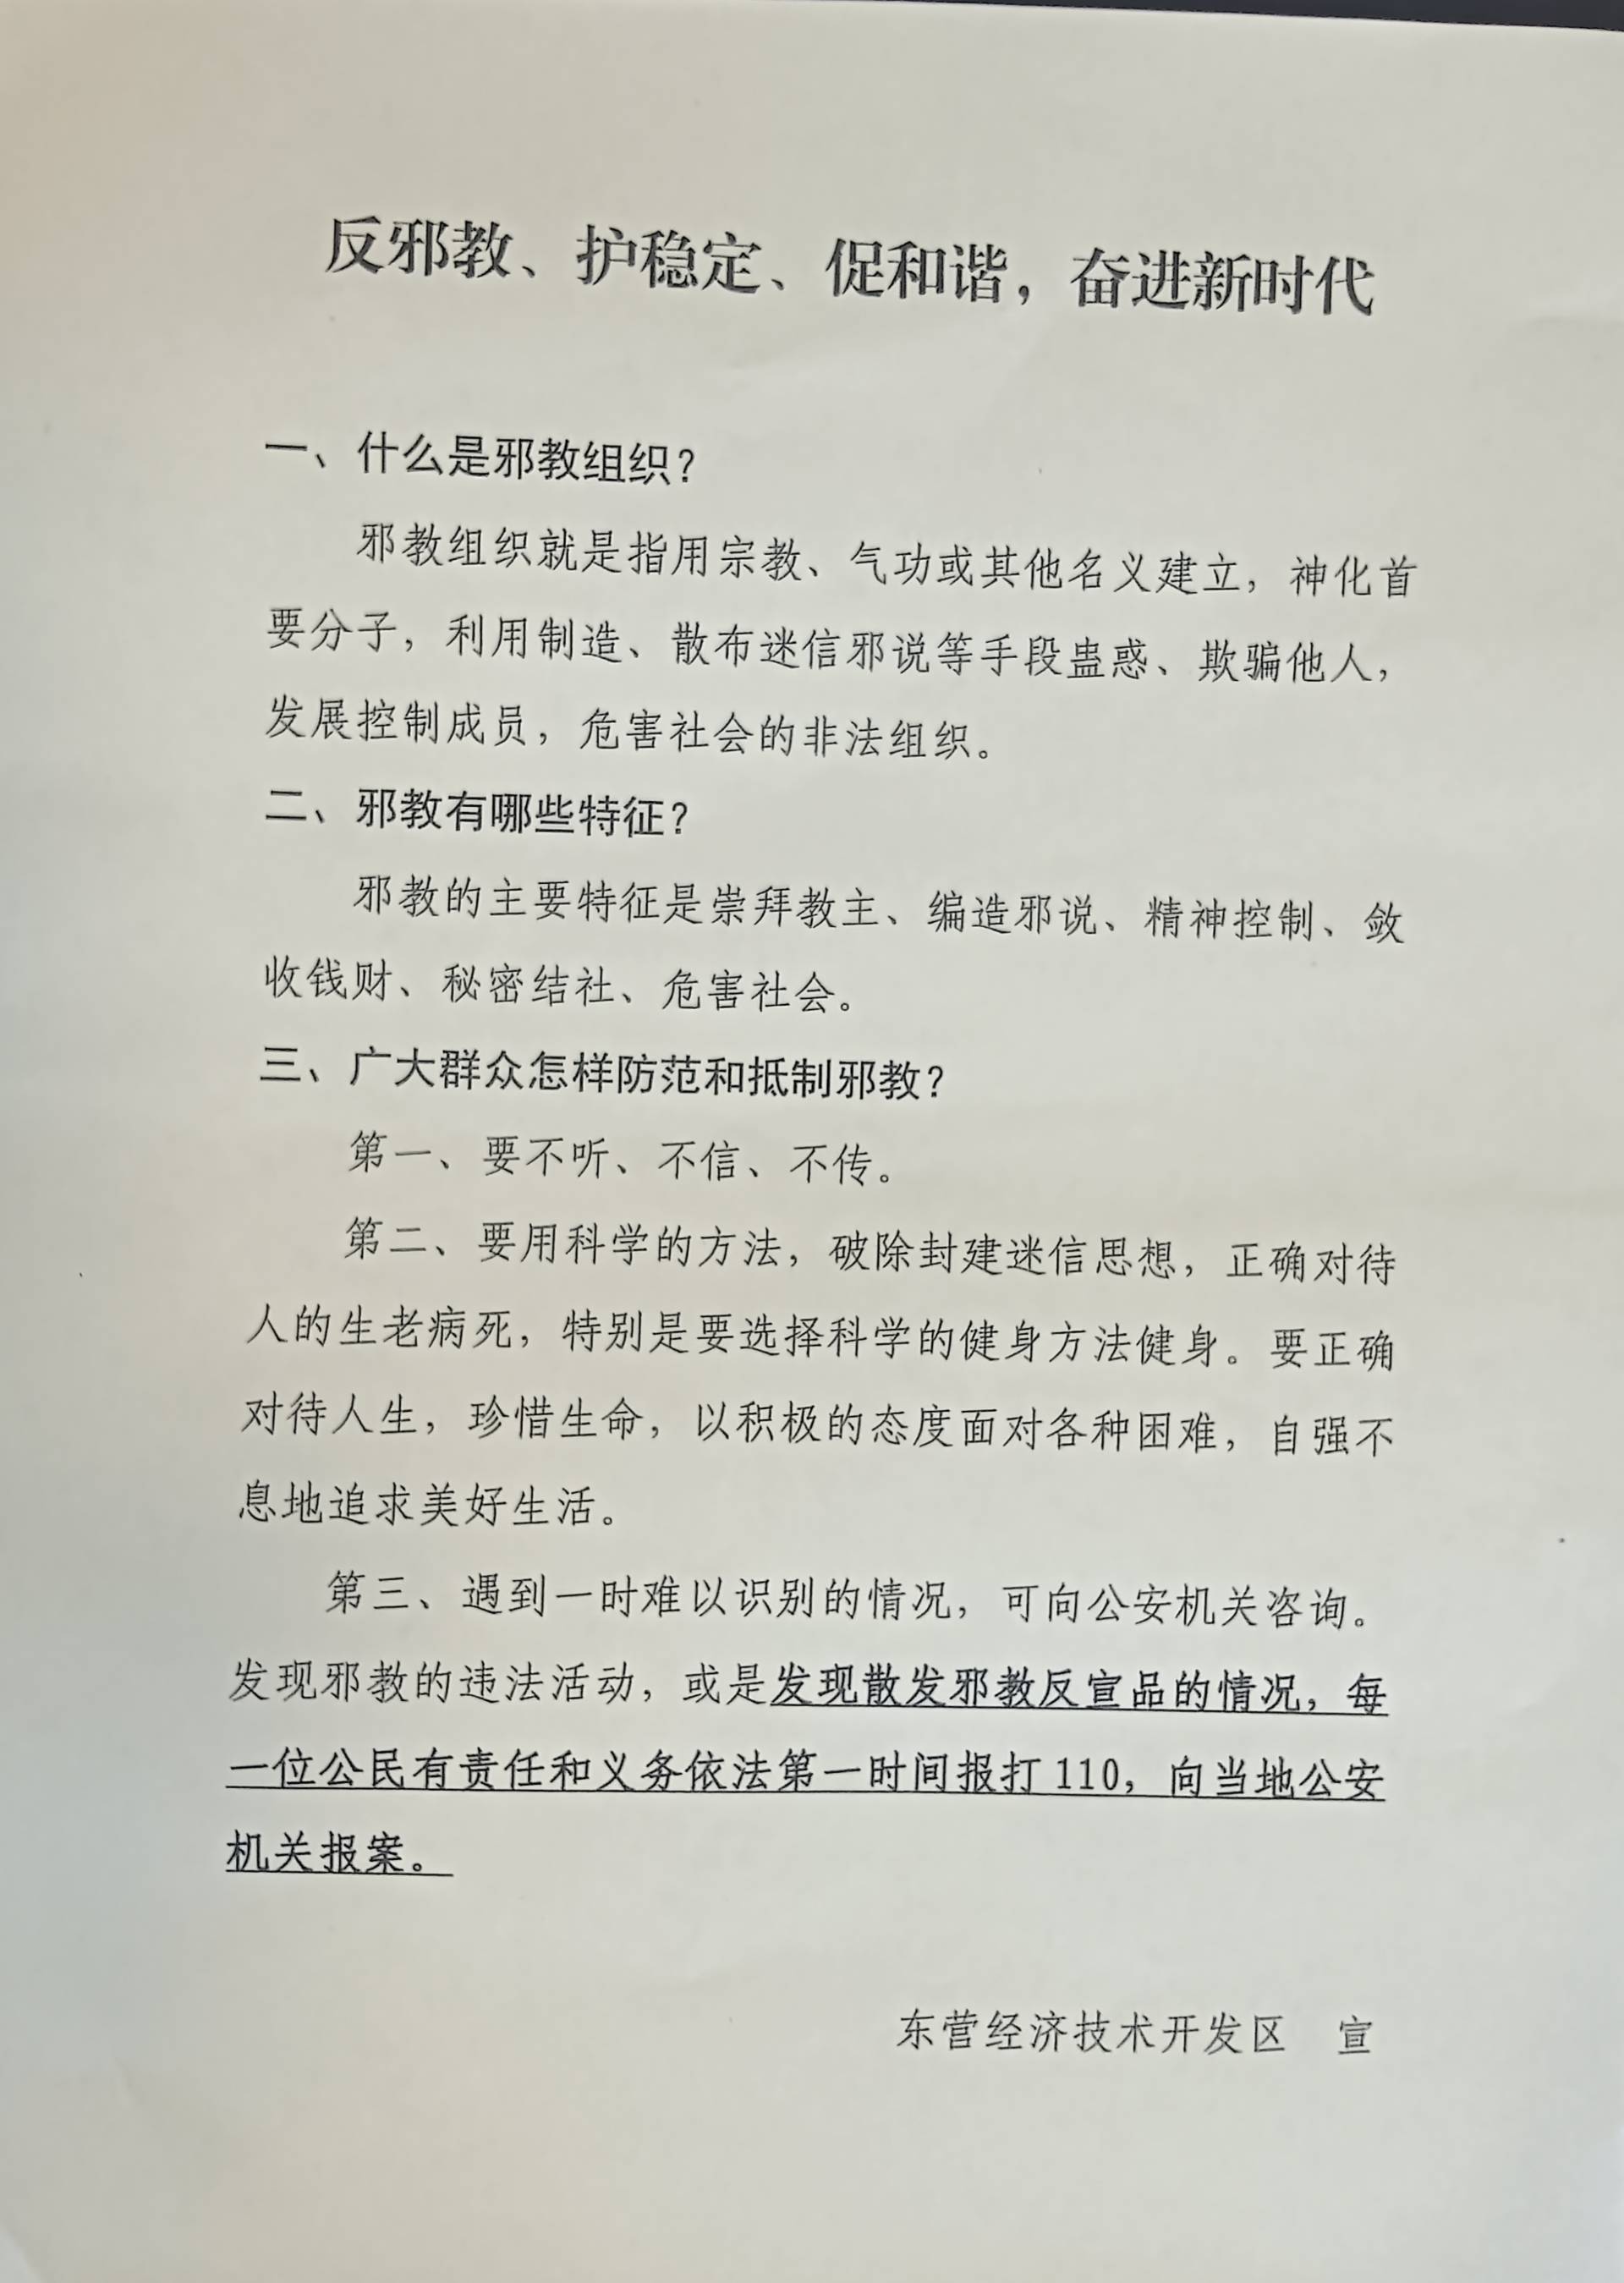 反邪教、护稳定、促和谐，奋进新时代
一、什么是邪教组织？
邪教组织就是指用宗教、气功或其他名义建立，神化首
要分子，利用制造、散布迷信邪说等手段蛊惑、欺骗他人，
发展控制成员，危害社会的非法组织。
二、邪教有哪些特征？
邪教的主要特征是崇拜教主、编造邪说、精神控制、敛
收钱财、秘密结社、危害社会。
三、广大群众怎样防范和抵制邪教？
第一、要不听、不信、不传。
第二、要用科学的方法，破除封建迷信思想，正确对待
人的生老病死，特别是要选择科学的健身方法健身。要正确
对待人生，珍惜生命，以积极的态度面对各种困难，自强不
息地追求美好生活。
第三、遇到一时难以识别的情况，可向公安机关咨询。
发现邪教的违法活动，或是发现散发邪教反宣品的情况，每
一位公民有责任和义务依法第一时间报打 110，向当地公安
机关报案。
东营经济技术开发区 宣